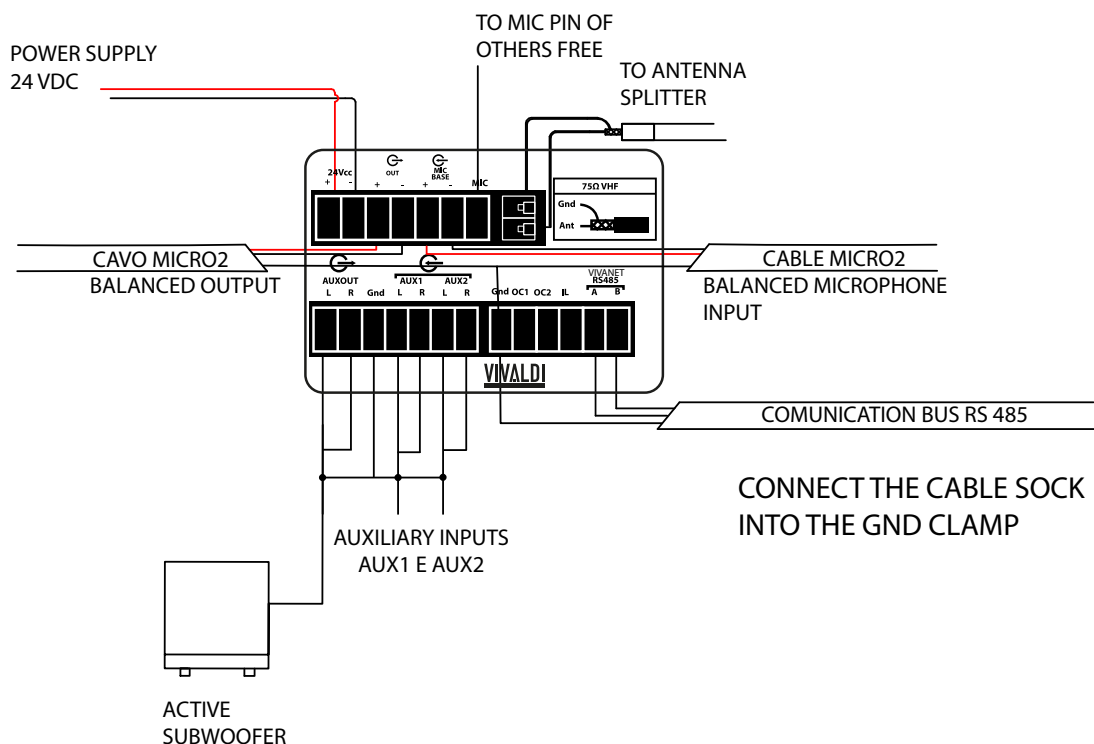 TO MIC PIN OF
OTHERS FREE
POWER SUPPLY
24 VDC
TO ANTENNA
SPLITTER
24Vcc
+ -
OUT
+ -
MIC
BASE
+ -
MIC
75Ω VHF
Gnd
Ant
CAVO MICRO2
BALANCED OUTPUT
CABLE MICRO2
BALANCED MICROPHONE
INPUT
AUXOUT
L R
Gnd
AUX1
L R
AUX2
L R
VIVANET
RS485
Gnd OC1 OC2 IL A B
VIVALDI
COMUNICATION BUS RS 485
CONNECT THE CABLE SOCK
INTO THE GND CLAMP
AUXILIARY INPUTS
AUX1 E AUX2
ACTIVE
SUBWOOFER